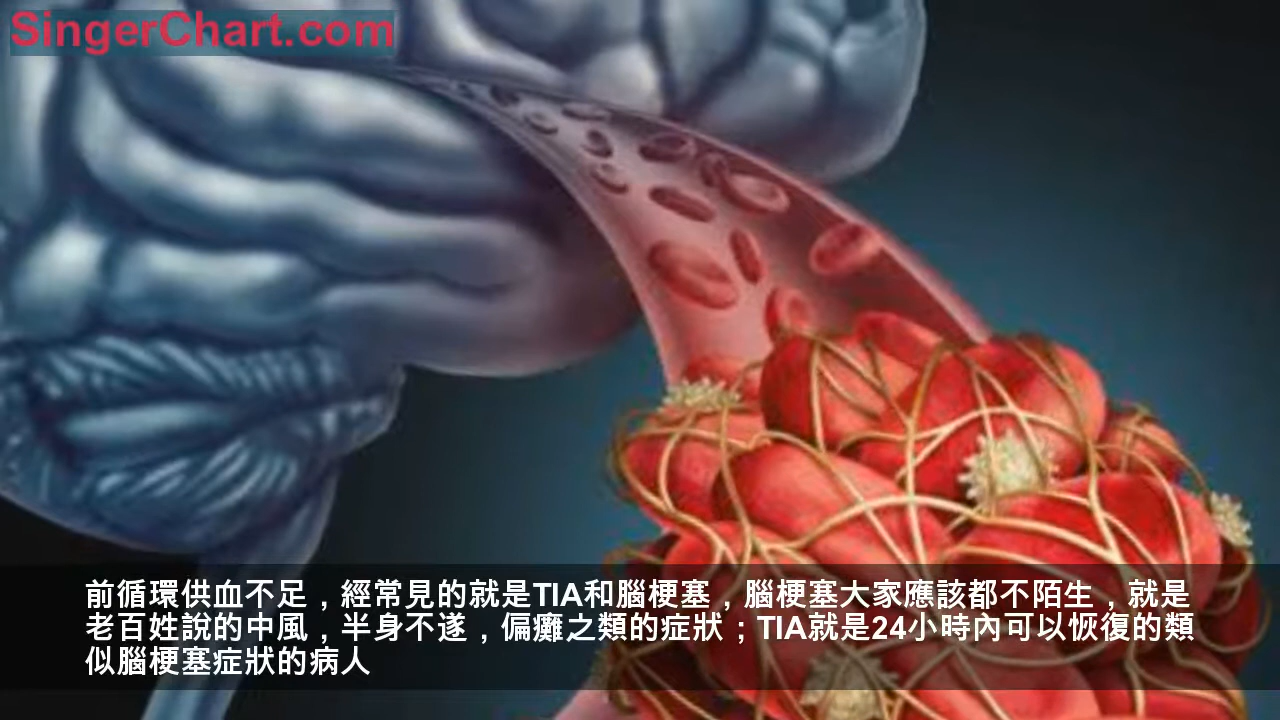 SingerChart.com
前循環供血不足，經常見的就是TIA和腦梗塞，腦梗塞大家應該都不陌生，就是
老百姓說的中風，半身不遂，偏癱之類的症狀；TIA就是24小時內可以恢復的類
似腦梗塞症狀的病人